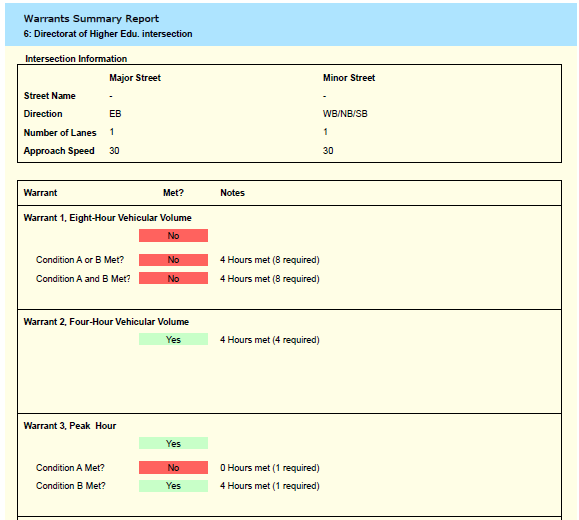 Warrants Summary Report
6: Directorat of Higher Edu. intersection
Intersection Information
Major Street Minor Street
Street Name - -
Direction EB WB/NB/SB
Number of Lanes 1 1
Approach Speed 30 30
Warrant Met? Notes
Warrant 1, Eight-Hour Vehicular Volume
No
Condition A or B Met? No 4 Hours met (8 required)
Condition A and B Met? No 4 Hours met (8 required)
Warrant 2, Four-Hour Vehicular Volume
Yes 4 Hours met (4 required)
Warrant 3, Peak Hour
Yes
Condition A Met? No 0 Hours met (1 required)
Condition B Met? Yes 4 Hours met (1 required)